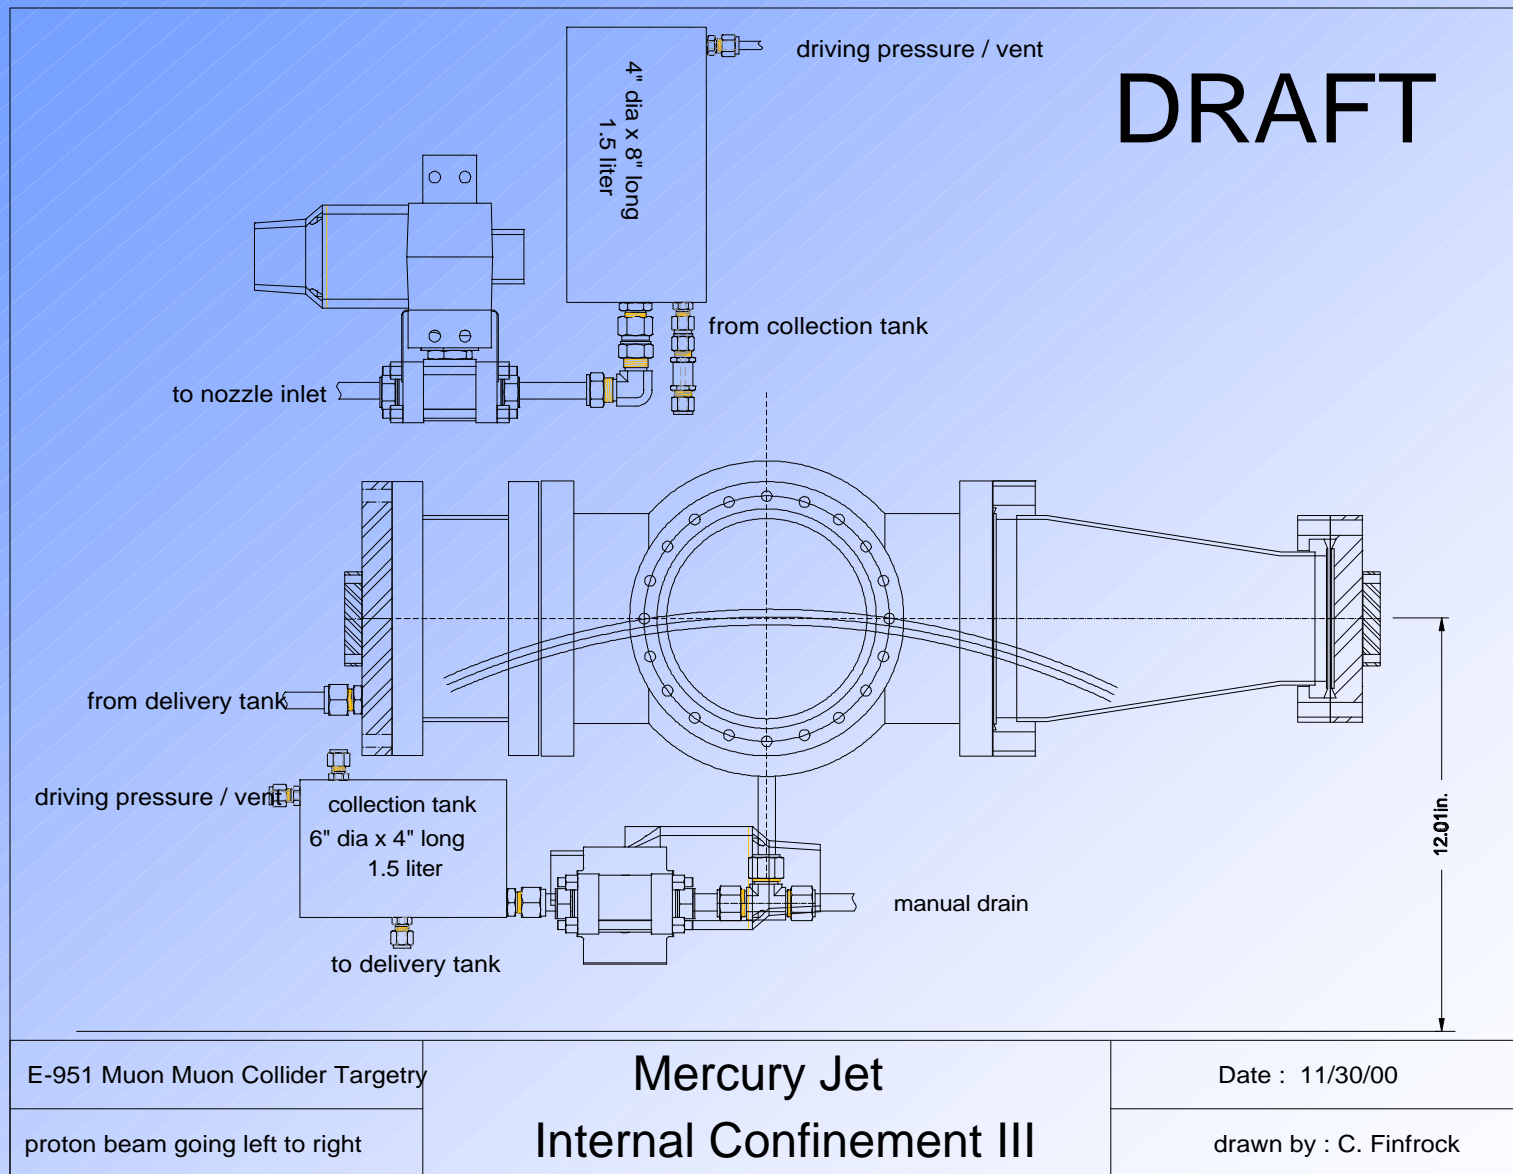 driving pressure / vent
DRAFT
4" dia x 8" long
1.5 liter
from collection tank
to nozzle inlet
from delivery tank
driving pressure / vent
collection tank
6" dia x 4" long
1.5 liter
12.01in.
manual drain
to delivery tank
E-951 Muon Muon Collider Targetry
proton beam going left to right
Mercury Jet
Internal Confinement III
Date : 11/30/00
drawn by : C. Finfrock